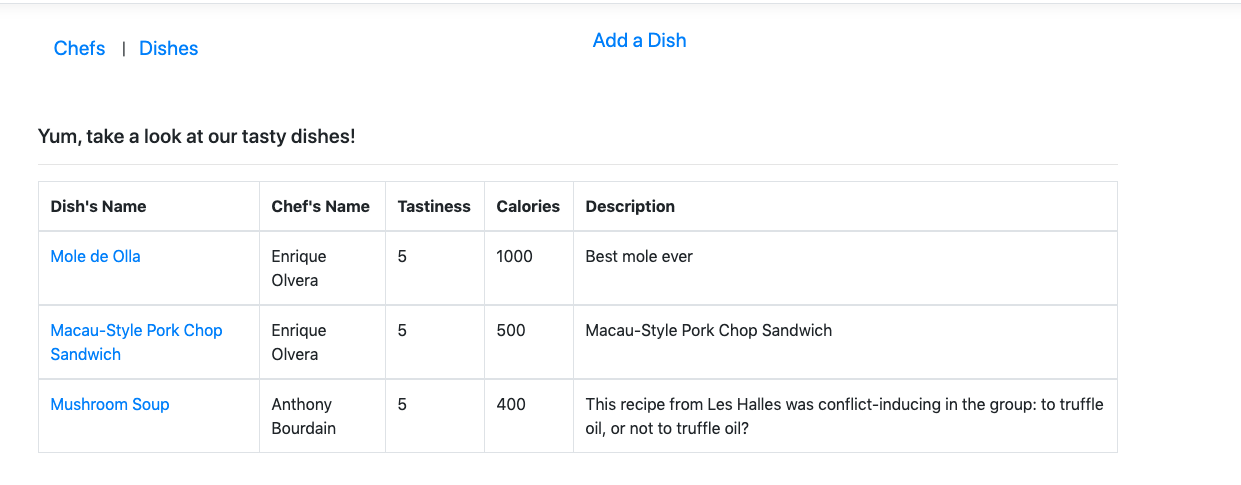 Chefs | Dishes
Add a Dish
Yum, take a look at our tasty dishes!
Dish's Name Chef's Name Tastiness Calories Description
Mole de Olla Enrique Olvera 5 1000 Best mole ever
Macau-Style Pork Chop Sandwich Enrique Olvera 5 500 Macau-Style Pork Chop Sandwich
Mushroom Soup Anthony Bourdain 5 400 This recipe from Les Halles was conflict-inducing in the group: to truffle oil, or not to truffle oil?